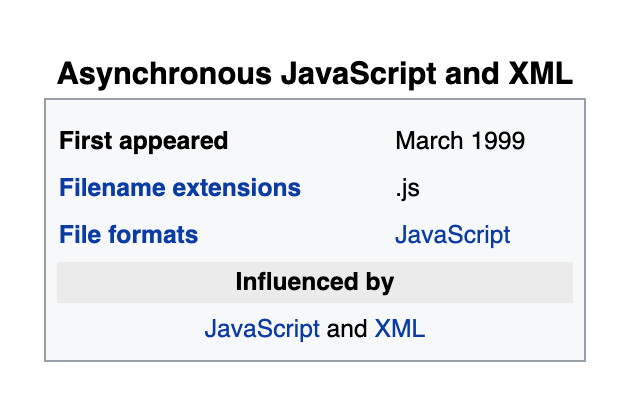 Asynchronous JavaScript and XML
First appeared March 1999
Filename extensions .js
File formats JavaScript
Influenced by
JavaScript and XML